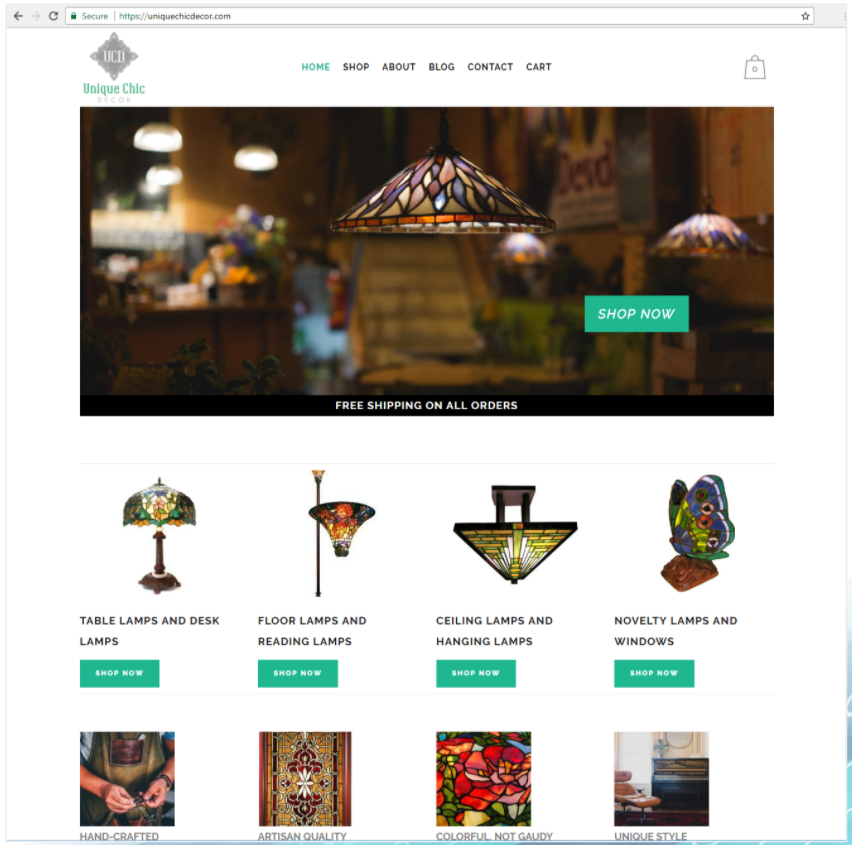 Secure
https://uniquechicdecor.com
UCD
Unique Chic
DECOR
HOME SHOP ABOUT BLOG CONTACT CART
0
SHOP NOW
FREE SHIPPING ON ALL ORDERS
TABLE LAMPS AND DESK
LAMPS
SHOP NOW
FLOOR LAMPS AND
READING LAMPS
SHOP NOW
CEILING LAMPS AND
HANGING LAMPS
SHOP NOW
NOVELTY LAMPS AND
WINDOWS
SHOP NOW
HAND-CRAFTED
ARTISAN QUALITY
COLORFUL, NOT GAUDY
UNIQUE STYLE